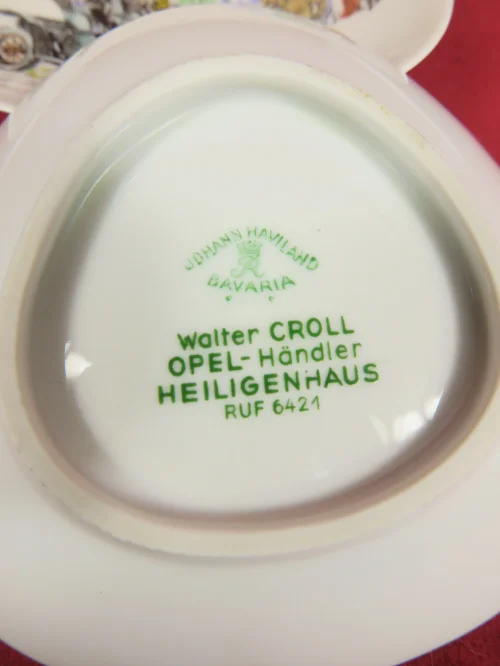 JOHANN HAVILAND
BAVARIA
Walter CROLL
OPEL-Händler
HEILIGENHAUS
RUF 6421